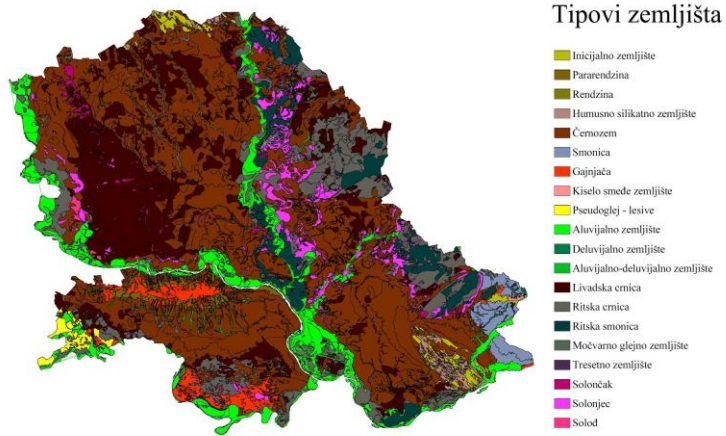 Tipovi zemljišta
Inicijalno zemljište
Pararendzina
Rendzina
Humusno silikatno zemljište
Černozem
Smonica
Gajnjača
Kiselo smeđe zemljište
Pseudoglej - lesive
Aluvijalno zemljište
Deluvijalno zemljište
Aluvijalno-deluvijalno zemljište
Livadska crnica
Ritska crnica
Ritska smonica
Močvarno glejno zemljište
Tresetno zemljište
Solončak
Solonjec
Solod